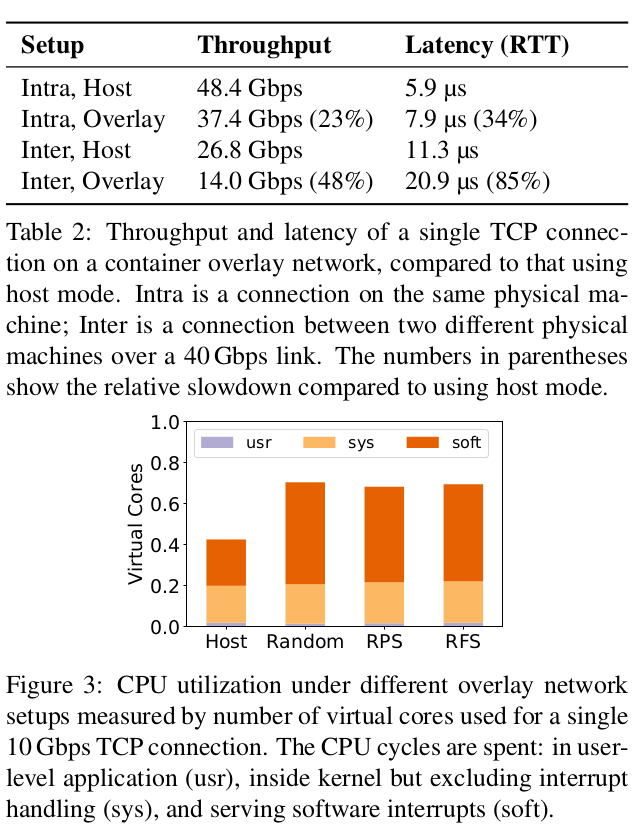 Setup Throughput Latency (RTT)
Intra, Host 48.4 Gbps 5.9 µs
Intra, Overlay 37.4 Gbps (23%) 7.9 µs (34%)
Inter, Host 26.8 Gbps 11.3 µs
Inter, Overlay 14.0 Gbps (48%) 20.9 µs (85%)
Table 2: Throughput and latency of a single TCP connec-
tion on a container overlay network, compared to that using
host mode. Intra is a connection on the same physical ma-
chine; Inter is a connection between two different physical
machines over a 40 Gbps link. The numbers in parentheses
show the relative slowdown compared to using host mode.
1.0
usr sys soft
0.8
0.6
0.4
0.2
0.0
Virtual Cores
Host Random RPS RFS
Figure 3: CPU utilization under different overlay network
setups measured by number of virtual cores used for a single
10 Gbps TCP connection. The CPU cycles are spent: in user-
level application (usr), inside kernel but excluding interrupt
handling (sys), and serving software interrupts (soft).